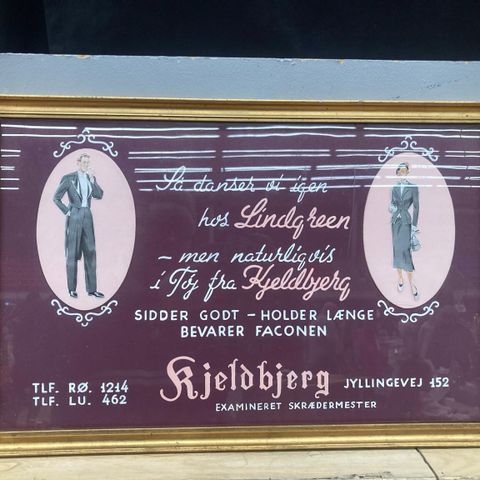 Så danser vi igen
hos Lindgreen
– men naturligvis
i Tøj fra Kjeldbjerg
SIDDER GODT – HOLDER LÆNGE
BEVARER FACONEN
Kjeldbjerg
EXAMINERET SKRÆDERMESTER
TLF. RØ. 1214
TLF. LU. 462
JYLLINGEVEJ 152